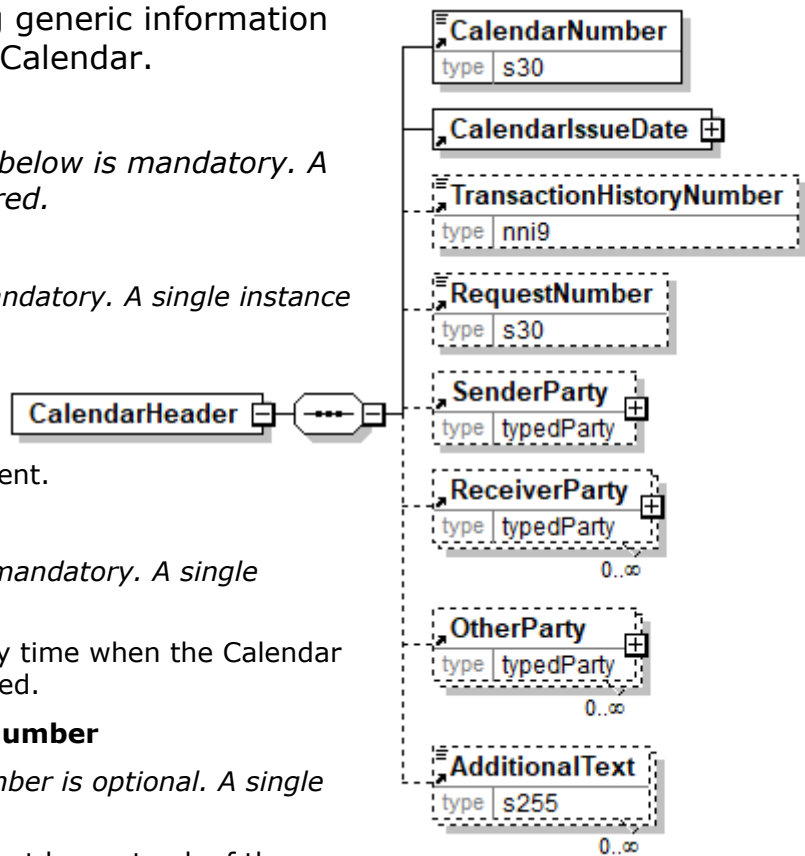 g generic information
Calendar.
below is mandatory. A
red.
andatory. A single instance
ent.
mandatory. A single
y time when the Calendar
ed.
umber
nber is optional. A single
CalendarHeader
CalendarNumber
type s30
CalendarIssueDate
TransactionHistoryNumber
type nni9
RequestNumber
type s30
SenderParty
type typedParty
ReceiverParty
type typedParty
0..∞
OtherParty
type typedParty
0..∞
AdditionalText
type s255
0..∞